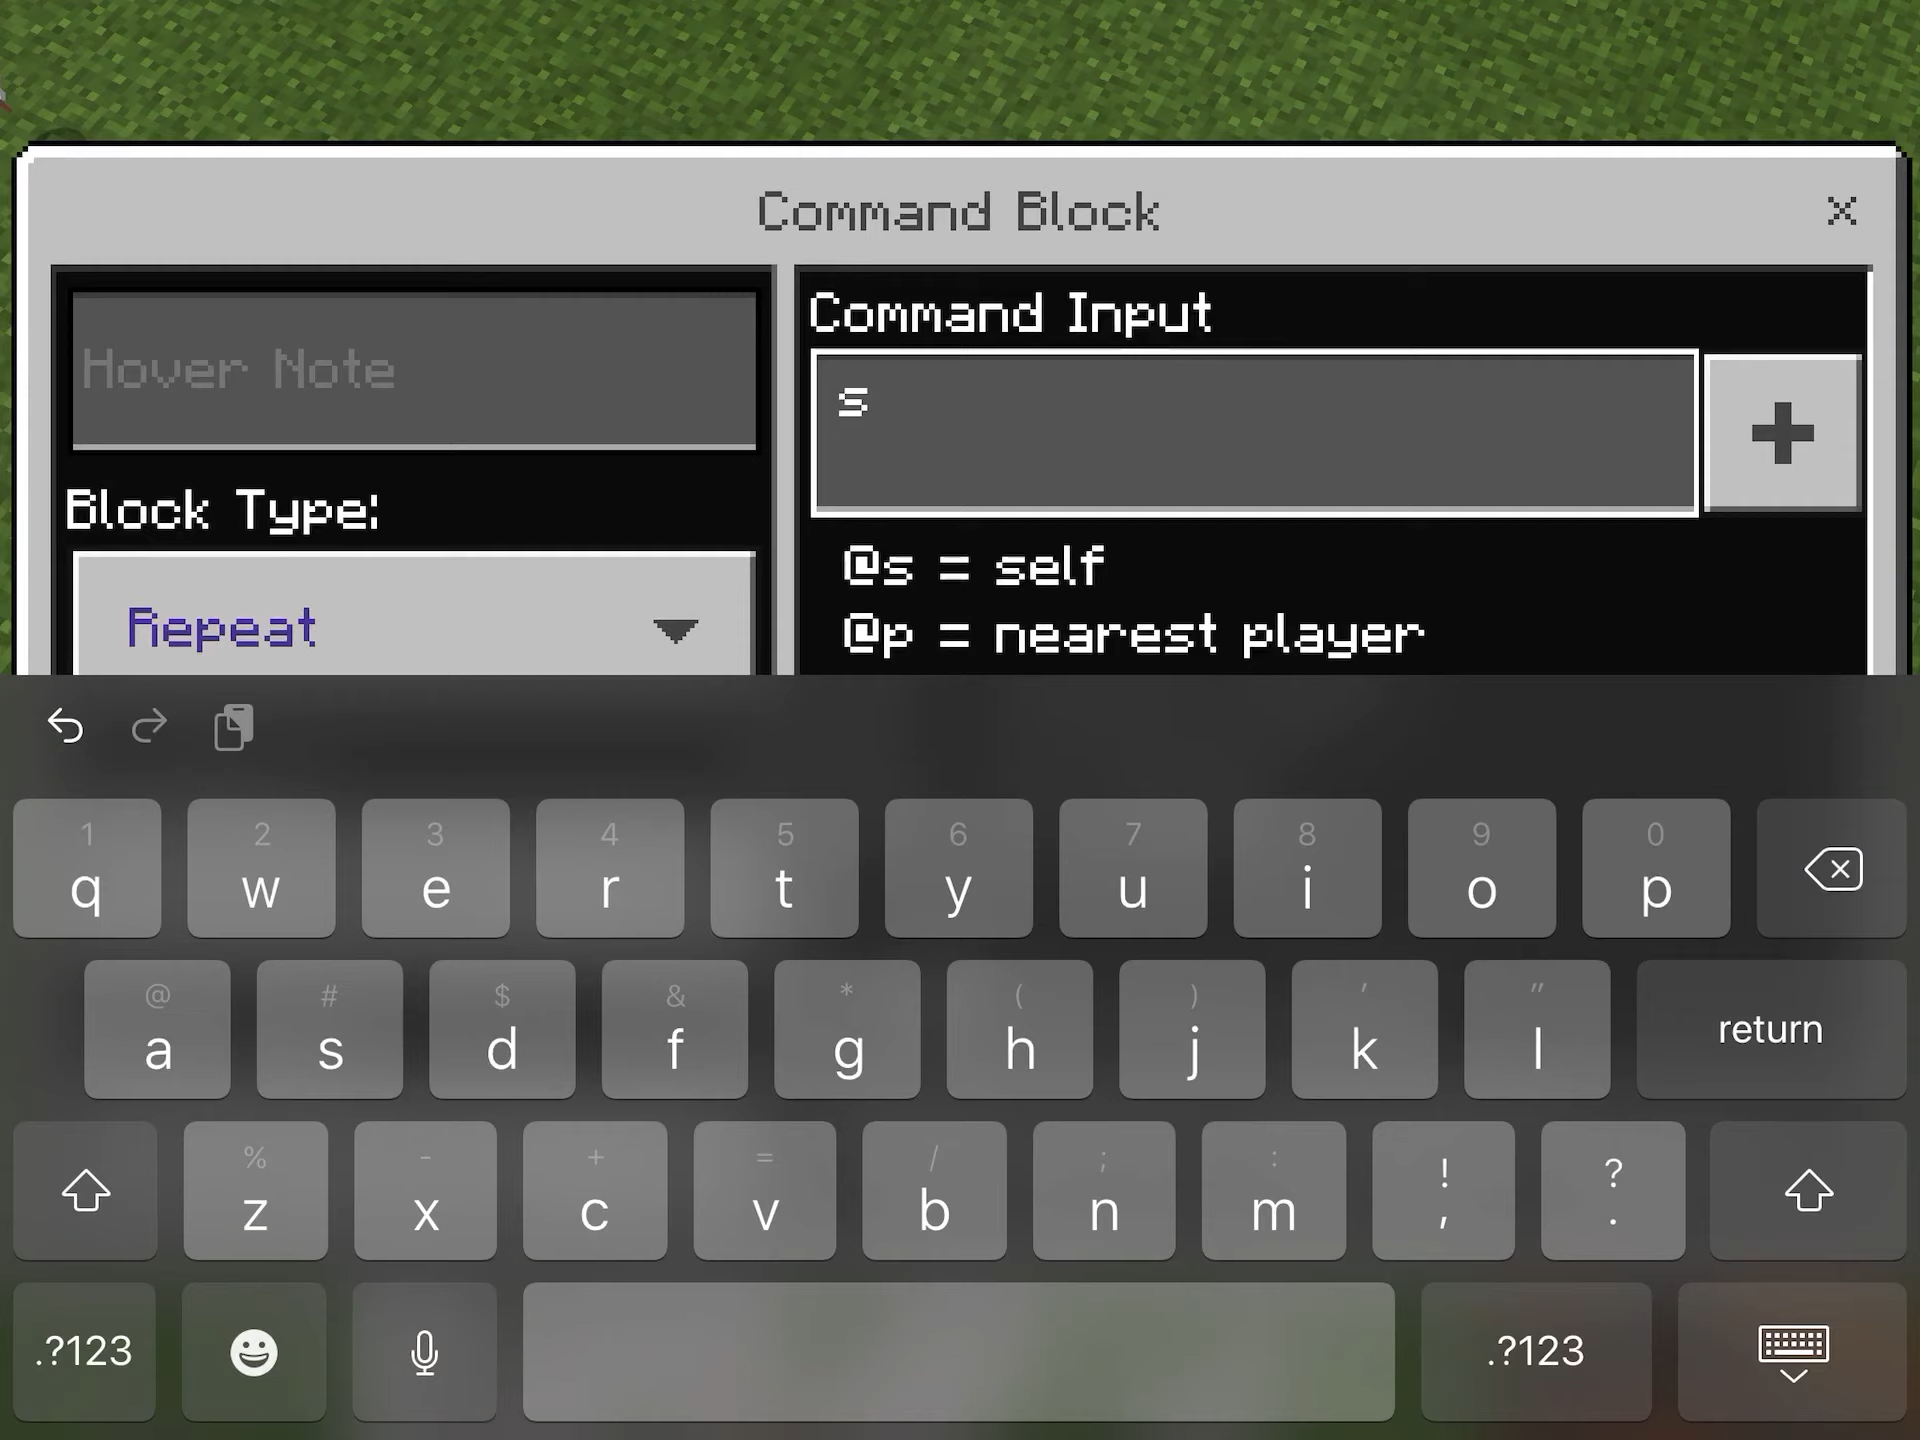 Command Block
Hover Note
Block Type:
Repeat
Command Input
s
@s = self
@p = nearest player
1 2 3 4 5 6 7 8 9 0
q w e r t y u i o p
@ # $ & * ( ) ' "
a s d f g h j k l return
% - + = / ; : ! ?
z x c v b n m , .
.?123 .?123